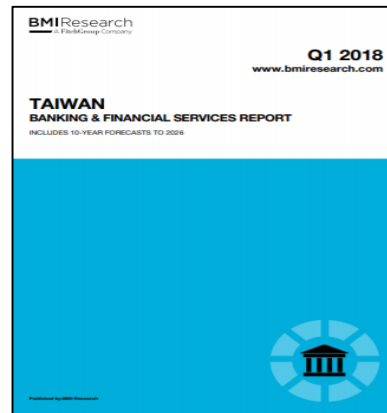 BMIResearch
A FitchGroup Company
Q1 2018
www.bmiresearch.com
TAIWAN
BANKING & FINANCIAL SERVICES REPORT
INCLUDES 10-YEAR FORECASTS TO 2026
Published by BMI Research